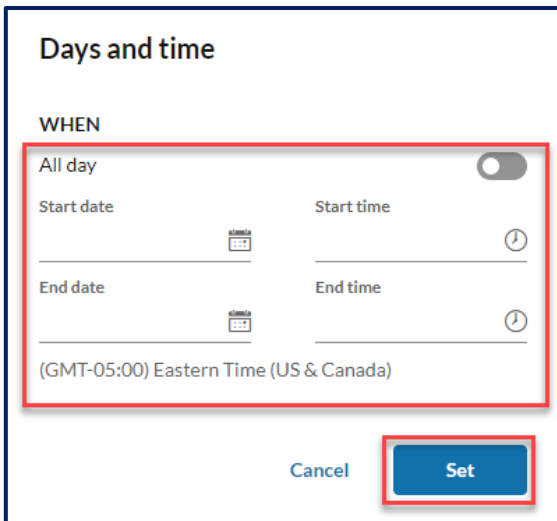 Days and time
WHEN
All day
Start date Start time
End date End time
(GMT-05:00) Eastern Time (US & Canada)
Cancel Set